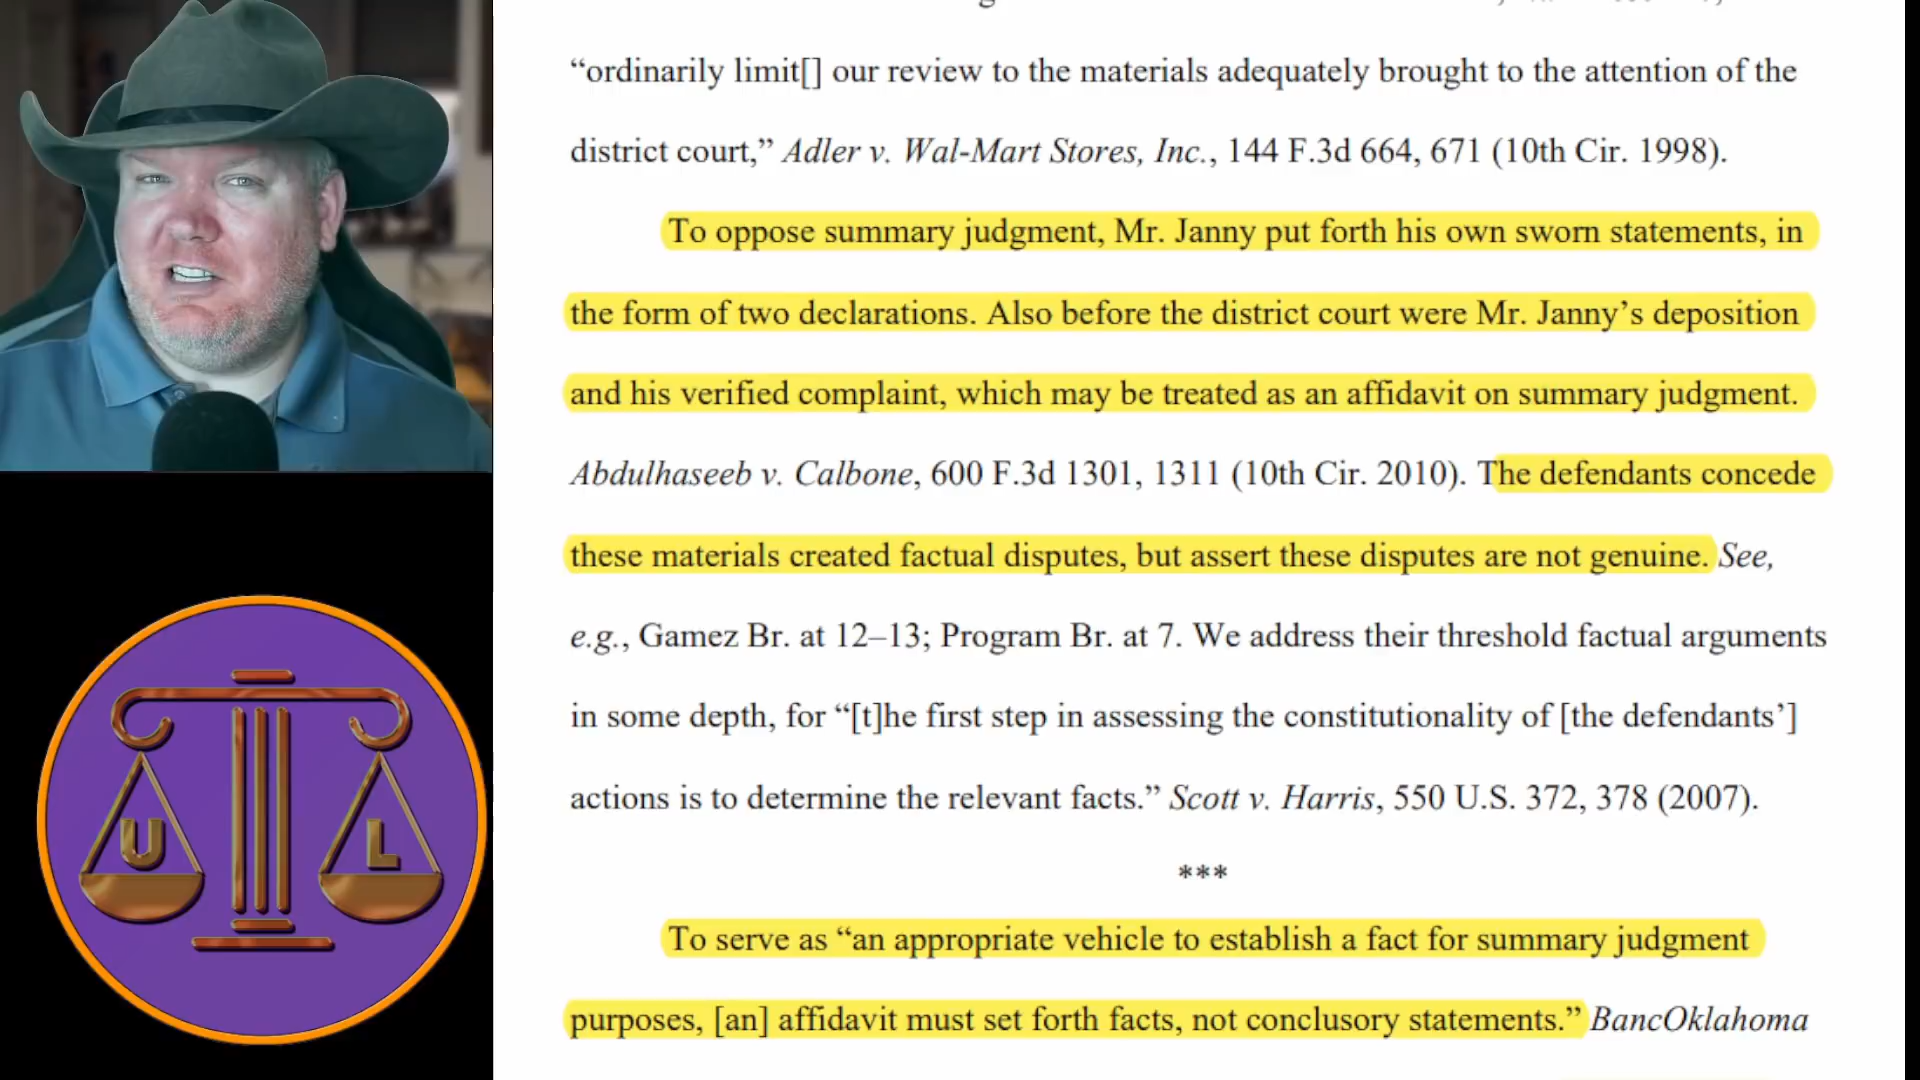 “ordinarily limit[] our review to the materials adequately brought to the attention of the
district court,” Adler v. Wal-Mart Stores, Inc., 144 F.3d 664, 671 (10th Cir. 1998).
To oppose summary judgment, Mr. Janny put forth his own sworn statements, in
the form of two declarations. Also before the district court were Mr. Janny’s deposition
and his verified complaint, which may be treated as an affidavit on summary judgment.
Abdulhaseeb v. Calbone, 600 F.3d 1301, 1311 (10th Cir. 2010). The defendants concede
these materials created factual disputes, but assert these disputes are not genuine. See,
e.g., Gamez Br. at 12–13; Program Br. at 7. We address their threshold factual arguments
in some depth, for “[t]he first step in assessing the constitutionality of [the defendants’]
actions is to determine the relevant facts.” Scott v. Harris, 550 U.S. 372, 378 (2007).
***
To serve as “an appropriate vehicle to establish a fact for summary judgment
purposes, [an] affidavit must set forth facts, not conclusory statements.” BancOklahoma
U L